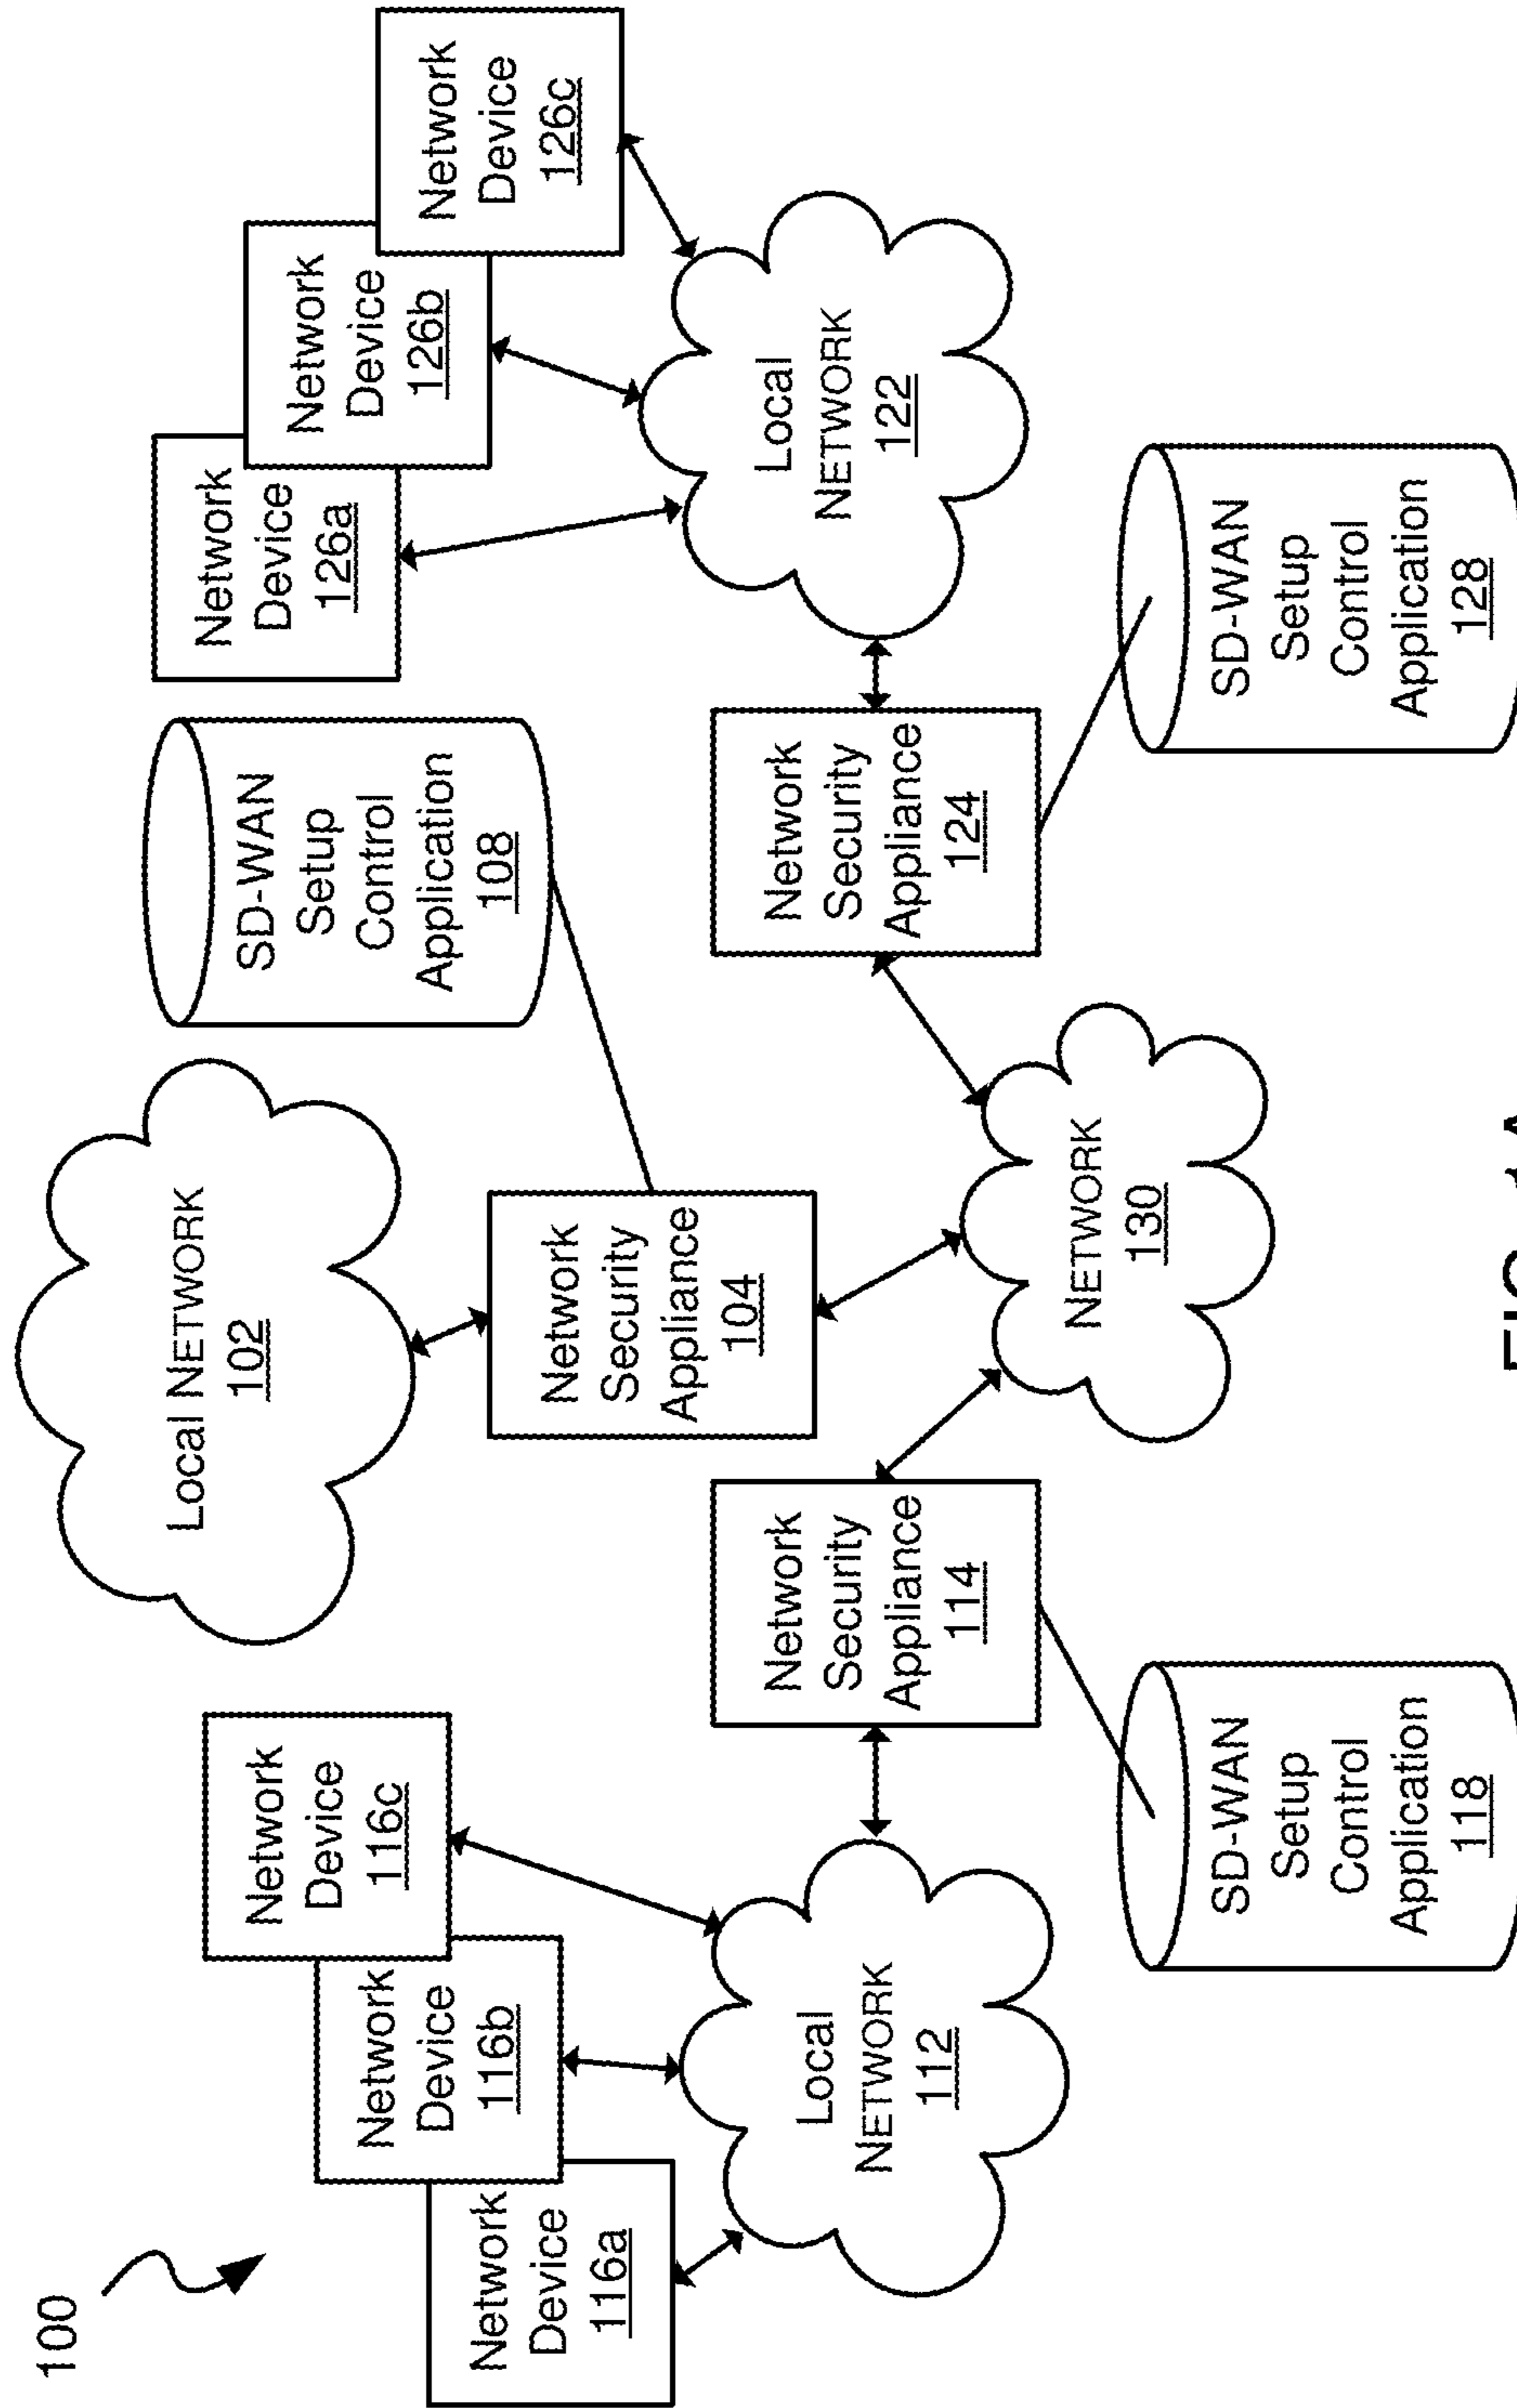 100
Local NETWORK
102
Network
Device
116c
Network
Device
116b
Network
Device
116a
Network
Security
Appliance
104
SD-WAN
Setup
Control
Application
108
Network
Device
126a
Network
Device
126b
Network
Device
126c
Local
NETWORK
112
Network
Security
Appliance
114
NETWORK
130
Network
Security
Appliance
124
Local
NETWORK
122
SD-WAN
Setup
Control
Application
118
SD-WAN
Setup
Control
Application
128